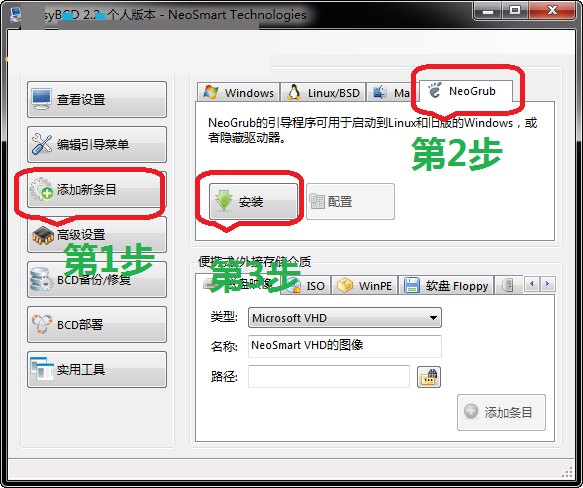 syBCD 2.2 个人版本 - NeoSmart Technologies
查看设置
编辑引导菜单
添加新条目
高级设置
第1步
BCD备份/修复
BCD部署
实用工具
Windows
Linux/BSD
Ma
NeoGrub
NeoGrub的引导程序可用于启动到Linux和旧版的Windows，或
者隐藏驱动器。
第2步
安装
配置
第3步
便携式/外接存储介质
磁盘映像
ISO
WinPE
软盘 Floppy
类型:
Microsoft VHD
名称:
NeoSmart VHD的图像
路径:
添加条目